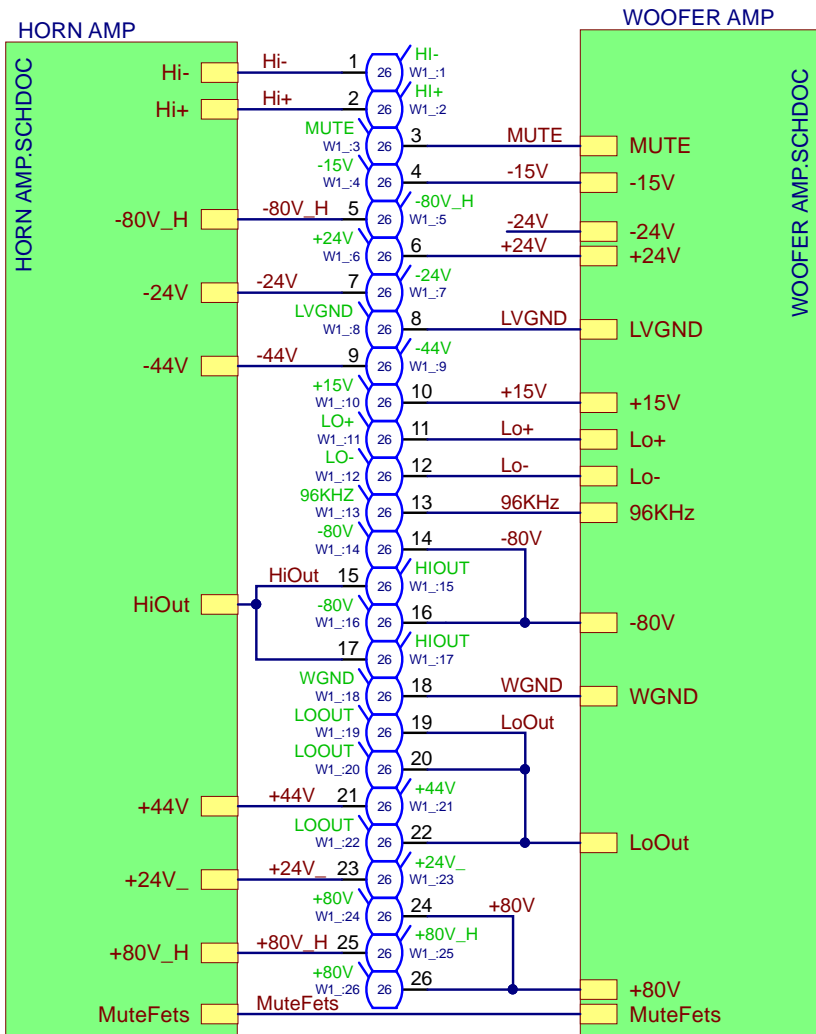 HORN AMP
WOOFER AMP
HORN AMP.SCHDOC
WOOFER AMP.SCHDOC
Hi- Hi- 1 26 HI- W1_:1
Hi+ Hi+ 2 26 HI+ W1_:2
MUTE W1_:3 26 3 MUTE MUTE
-15V W1_:4 26 4 -15V -15V
-80V_H -80V_H 5 26 -80V_H W1_:5
-24V -24V
+24V W1_:6 26 6 +24V +24V
-24V -24V 7 26 -24V W1_:7
LVGND W1_:8 26 8 LVGND LVGND
-44V -44V 9 26 -44V W1_:9
+15V W1_:10 26 10 +15V +15V
LO+ W1_:11 26 11 Lo+ Lo+
LO- W1_:12 26 12 Lo- Lo-
96KHZ W1_:13 26 13 96KHz 96KHz
-80V W1_:14 26 14 -80V
HiOut HiOut 15 26 HIOUT W1_:15
-80V W1_:16 26 16 -80V
17 26 HIOUT W1_:17
WGND W1_:18 26 18 WGND WGND
LOOUT W1_:19 26 19 LoOut
LOOUT W1_:20 26 20
+44V +44V 21 26 +44V W1_:21
LOOUT W1_:22 26 22 LoOut
+24V_ +24V_ 23 26 +24V_ W1_:23
+80V W1_:24 26 24 +80V
+80V_H +80V_H 25 26 +80V_H W1_:25
+80V W1_:26 26 26 +80V
MuteFets MuteFets MuteFets